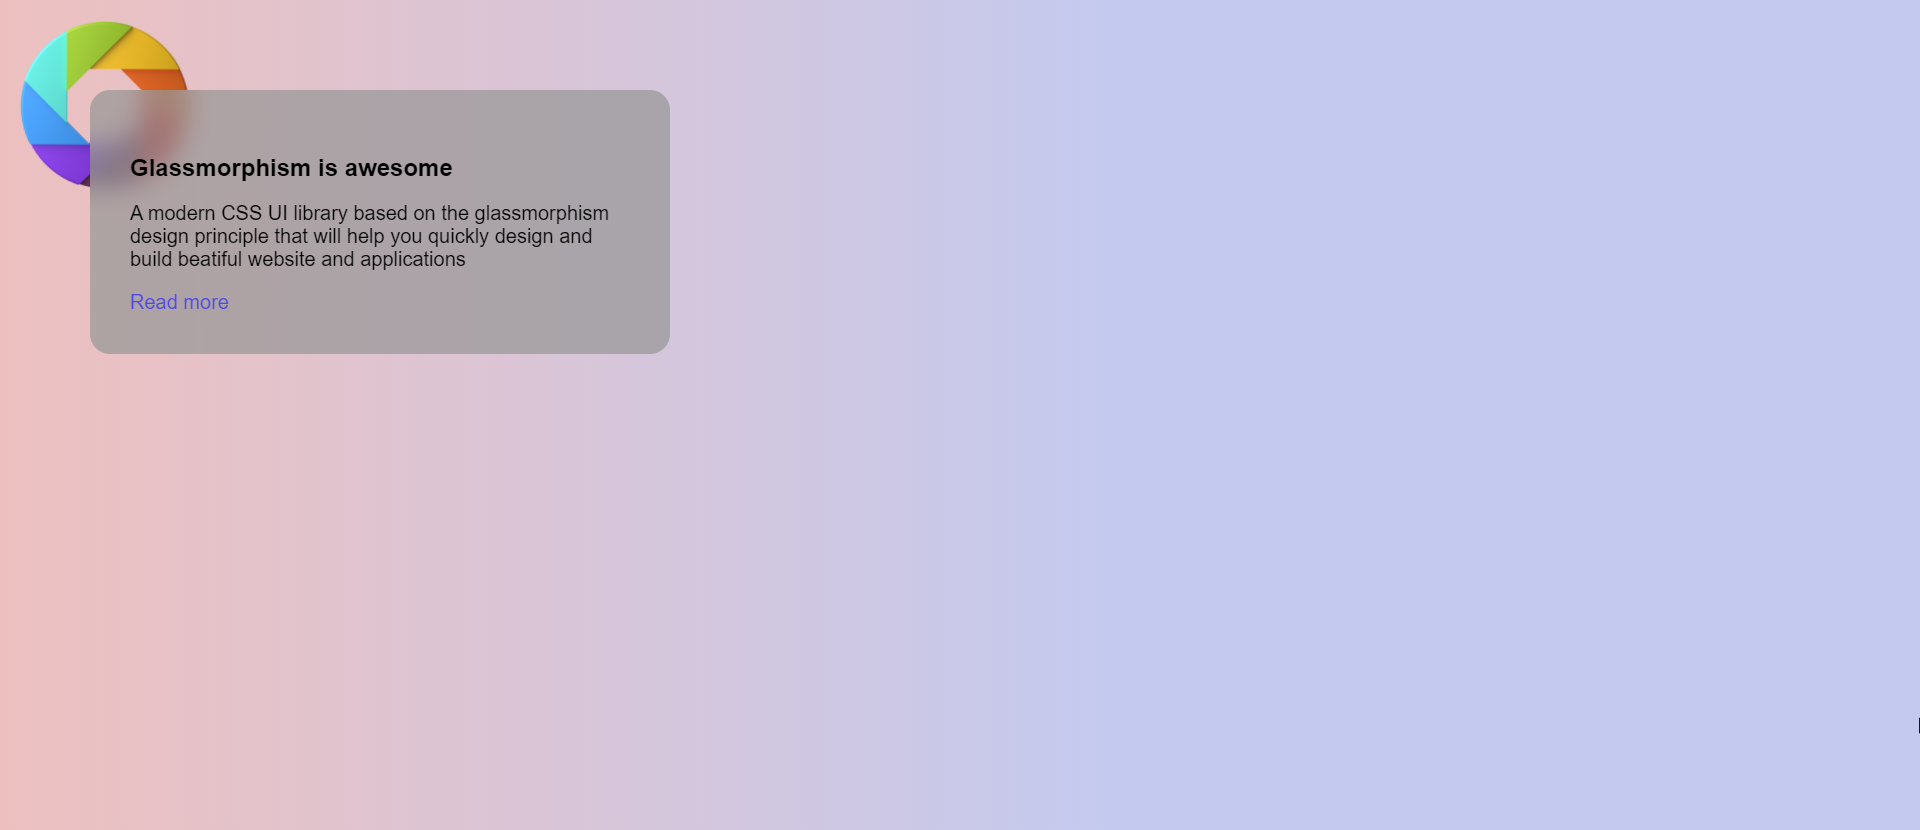 Glassmorphism is awesome
A modern CSS UI library based on the glassmorphism
design principle that will help you quickly design and
build beatiful website and applications
Read more